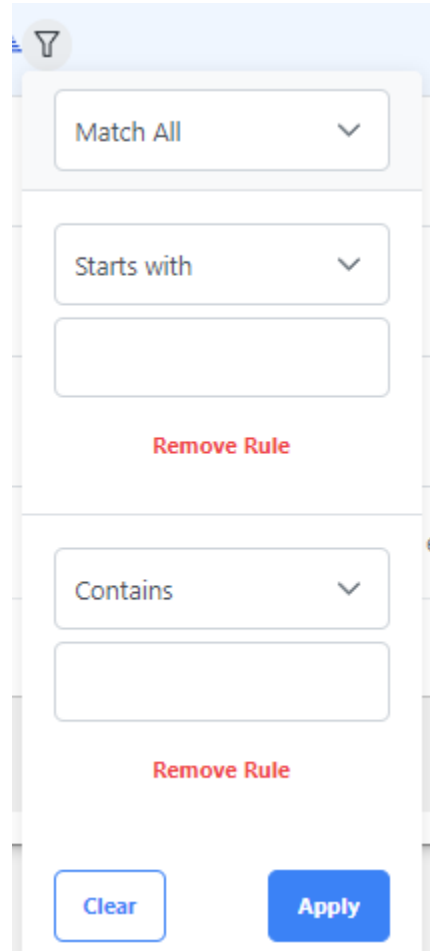 Match All
Starts with
Remove Rule
Contains
Remove Rule
Clear Apply